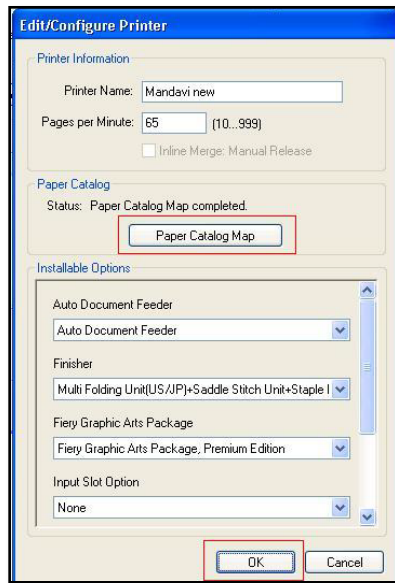 Edit/Configure Printer
Printer Information
Printer Name: Mandavi new
Pages per Minute: 65 (10...999)
Inline Merge: Manual Release
Paper Catalog
Status: Paper Catalog Map completed.
Paper Catalog Map
Installable Options
Auto Document Feeder
Auto Document Feeder
Finisher
Multi Folding Unit(US/JP)+Saddle Stitch Unit+Staple
Fiery Graphic Arts Package
Fiery Graphic Arts Package, Premium Edition
Input Slot Option
None
OK Cancel